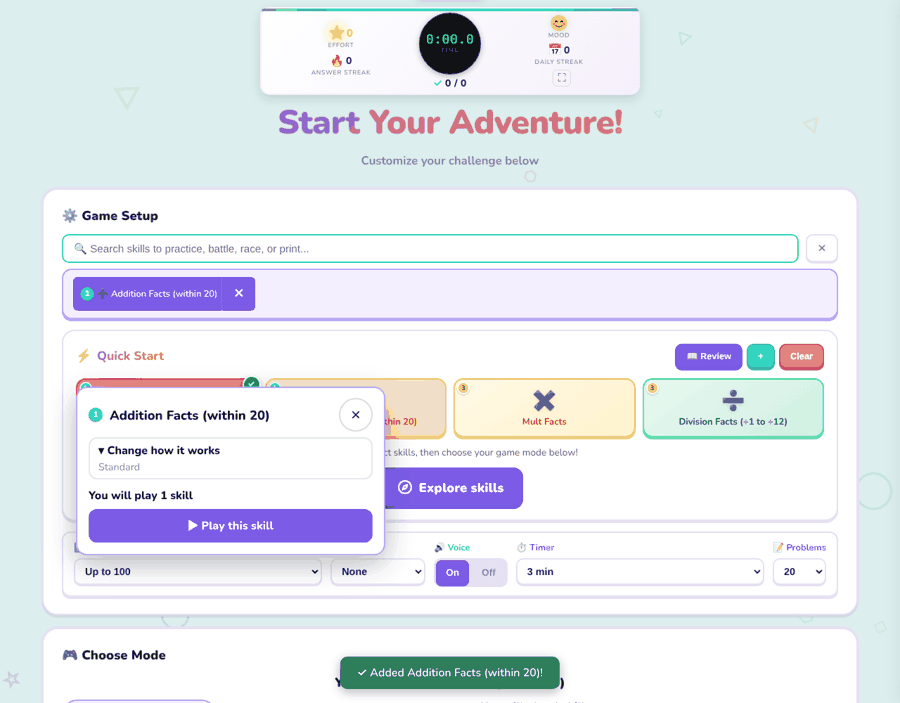 0
EFFORT
0
ANSWER STREAK
0:00.0
TIME
✓ 0 / 0
MOOD
0
DAILY STREAK
Start Your Adventure!
Customize your challenge below
Game Setup
Search skills to practice, battle, race, or print...
×
1 Addition Facts (within 20) ×
Quick Start
Review
+
Clear
thin 20)
3
Mult Facts
3
Division Facts (÷1 to ÷12)
1 Addition Facts (within 20)
×
▾ Change how it works
Standard
You will play 1 skill
▶ Play this skill
ct skills, then choose your game mode below!
Explore skills
Voice
Timer
Problems
Up to 100
None
On
Off
3 min
20
Choose Mode
✓ Added Addition Facts (within 20)!